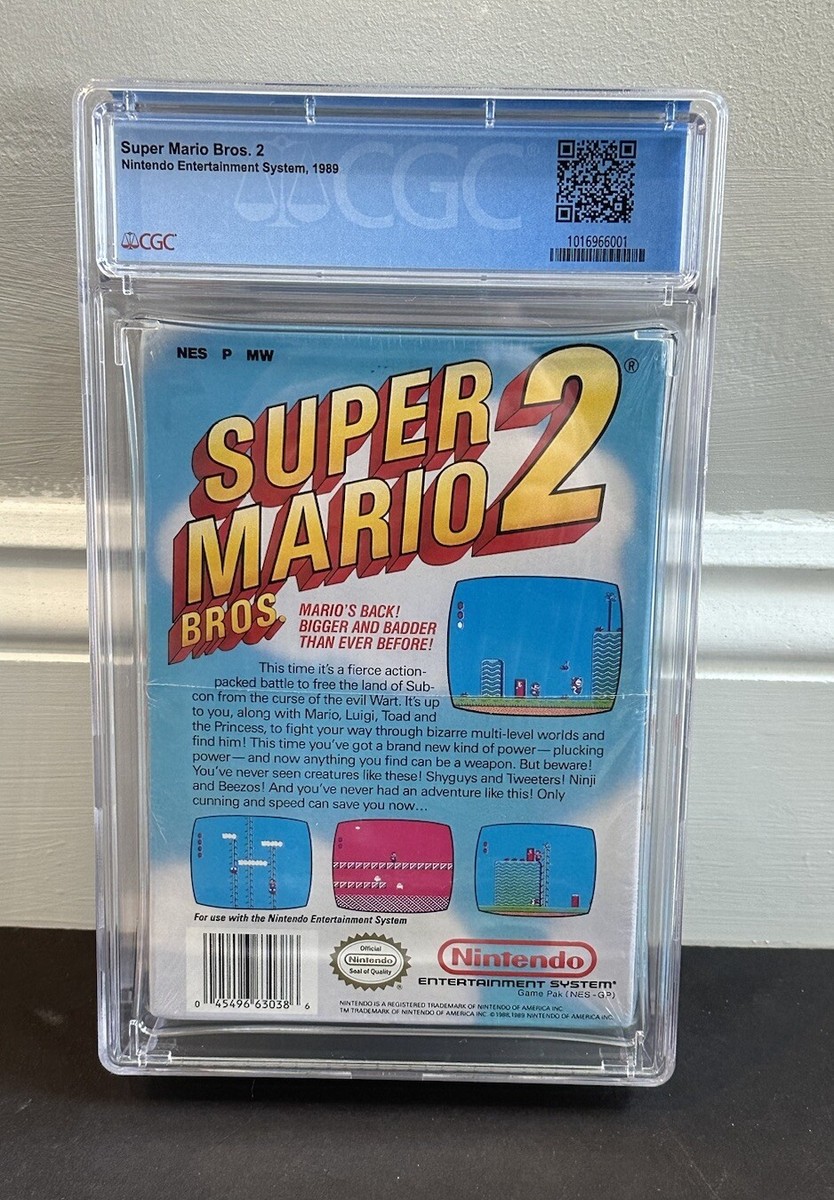 Super Mario Bros. 2
Nintendo Entertainment System, 1989
CGC®
CGC
1016966001
NES P MW
SUPER
MARIO
BROS.
2®
MARIO'S BACK!
BIGGER AND BADDER
THAN EVER BEFORE!
This time it's a fierce action-
packed battle to free the land of Sub-
con from the curse of the evil Wart. It's up
to you, along with Mario, Luigi, Toad and
the Princess, to fight your way through bizarre multi-level worlds and
find him! This time you've got a brand new kind of power—plucking
power—and now anything you find can be a weapon. But beware!
You've never seen creatures like these! Shyguys and Tweeters! Ninji
and Beezos! And you've never had an adventure like this! Only
cunning and speed can save you now...
For use with the Nintendo Entertainment System
0 45496 63038 6
Official
Nintendo
Seal of Quality
®
Nintendo®
ENTERTAINMENT SYSTEM®
Game Pak (NES-GP)
NINTENDO IS A REGISTERED TRADEMARK OF NINTENDO OF AMERICA INC.
TM TRADEMARK OF NINTENDO OF AMERICA INC. © 1988, 1989 NINTENDO OF AMERICA INC.